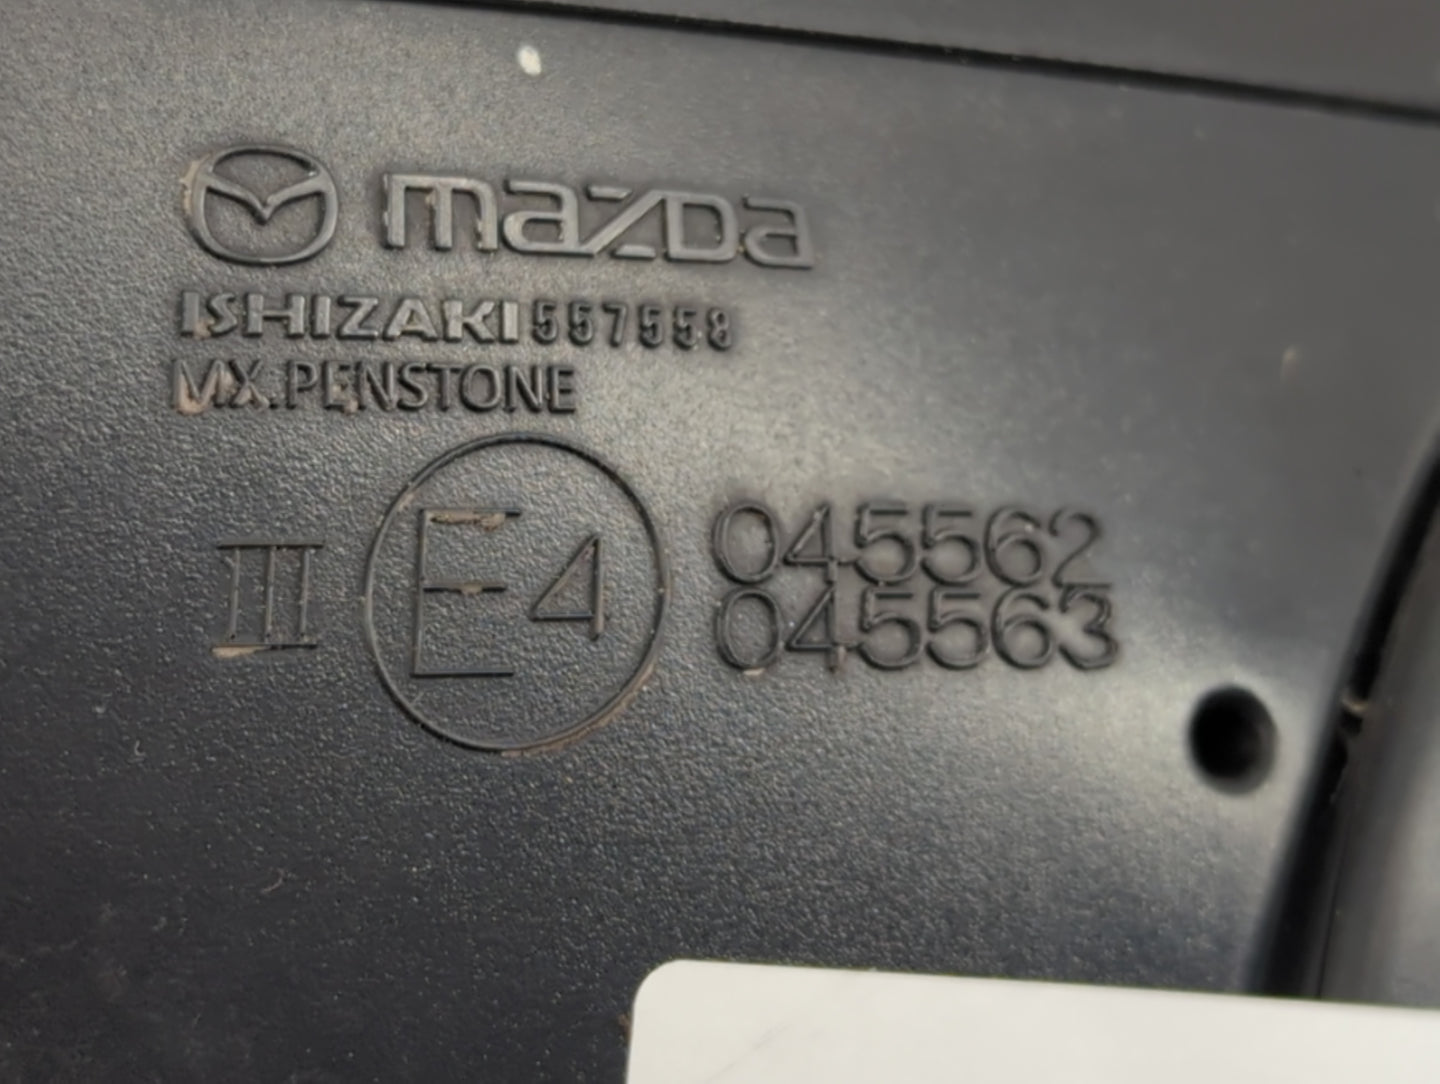 mazda
ISHIZAKI 557558
MX.PENSTONE
III E4 045562
045563